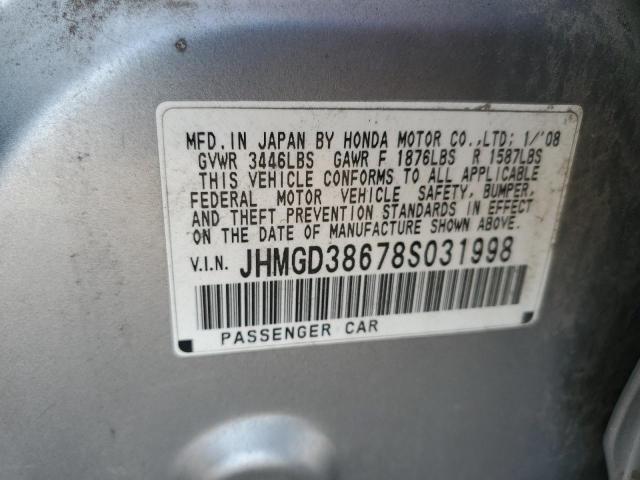 MFD. IN JAPAN BY HONDA MOTOR CO.,LTD; 1/'08
GVWR 3446LBS GAWR F 1876LBS R 1587LBS
THIS VEHICLE CONFORMS TO ALL APPLICABLE
FEDERAL MOTOR VEHICLE SAFETY, BUMPER,
AND THEFT PREVENTION STANDARDS IN EFFECT
ON THE DATE OF MANUFACTURE SHOWN ABOVE.
V.I.N. JHMGD38678S031998
PASSENGER CAR